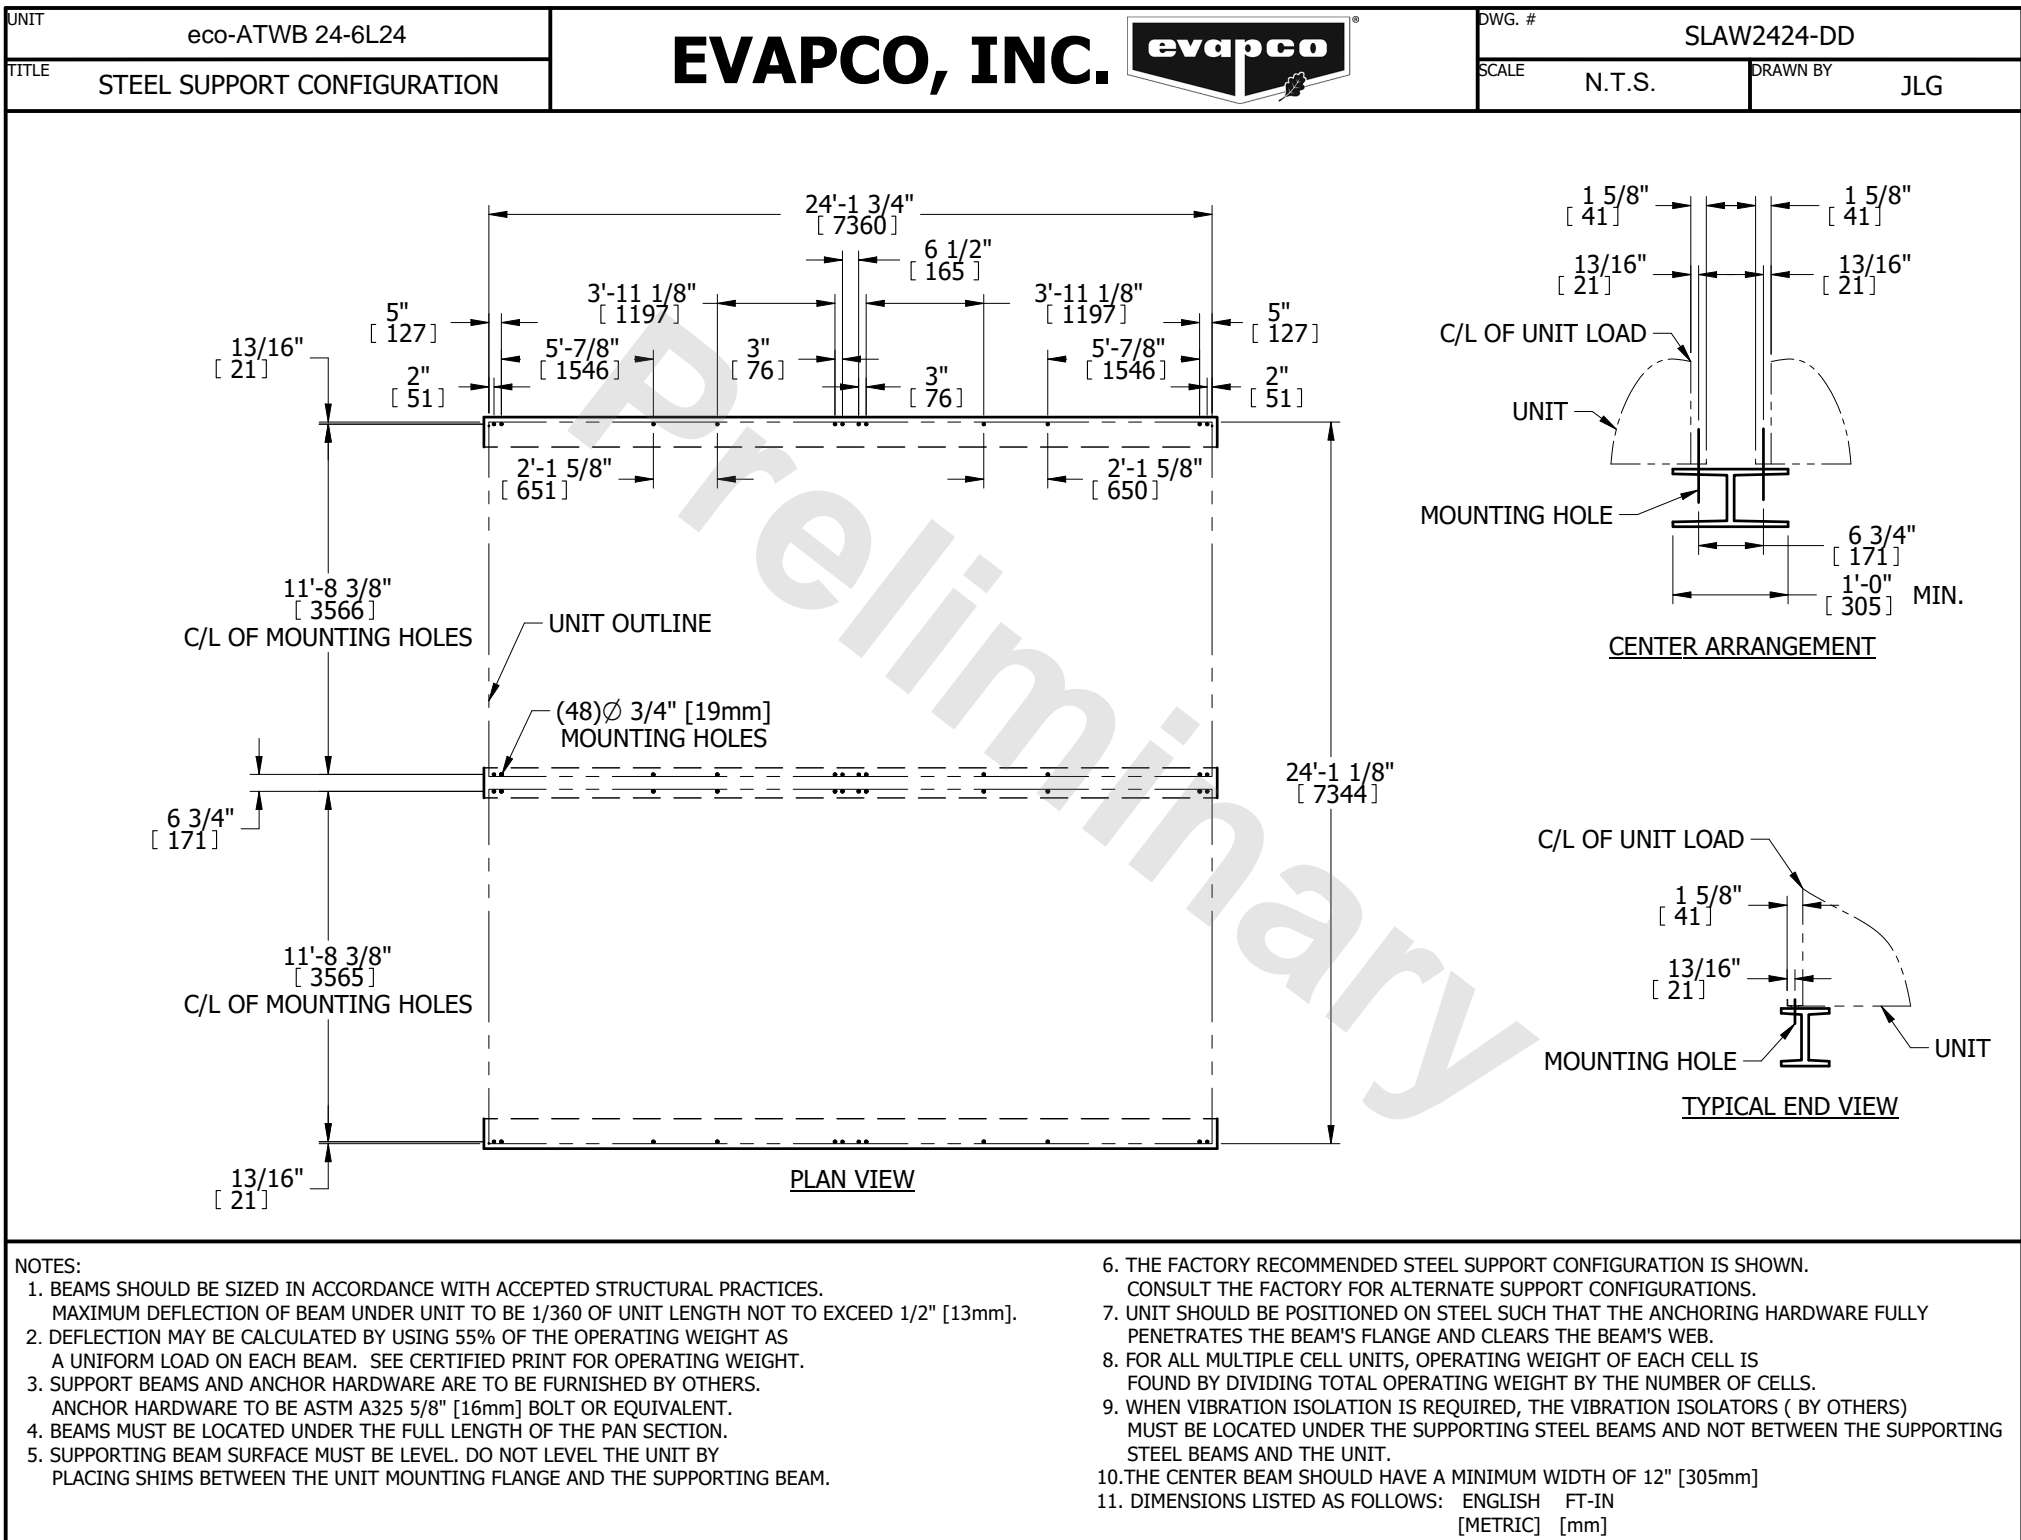 UNIT
eco-ATWB 24-6L24
TITLE
STEEL SUPPORT CONFIGURATION
EVAPCO, INC.
evapco
®
DWG. #
SLAW2424-DD
SCALE
N.T.S.
DRAWN BY
JLG
24'-1 3/4"
[ 7360 ]
6 1/2"
[ 165 ]
3'-11 1/8"
[ 1197 ]
3'-11 1/8"
[ 1197 ]
5"
[ 127 ]
5"
[ 127 ]
13/16"
[ 21 ]
5'-7/8"
[ 1546 ]
3"
[ 76 ]
5'-7/8"
[ 1546 ]
2"
[ 51 ]
3"
[ 76 ]
2"
[ 51 ]
2'-1 5/8"
[ 651 ]
2'-1 5/8"
[ 650 ]
11'-8 3/8"
[ 3566 ]
C/L OF MOUNTING HOLES
UNIT OUTLINE
(48)Ø 3/4" [19mm]
MOUNTING HOLES
6 3/4"
[ 171 ]
24'-1 1/8"
[ 7344 ]
11'-8 3/8"
[ 3565 ]
C/L OF MOUNTING HOLES
13/16"
[ 21 ]
PLAN VIEW
Preliminary
1 5/8"
[ 41 ]
1 5/8"
[ 41 ]
13/16"
[ 21 ]
13/16"
[ 21 ]
C/L OF UNIT LOAD
UNIT
MOUNTING HOLE
6 3/4"
[ 171 ]
1'-0"
[ 305 ] MIN.
CENTER ARRANGEMENT
C/L OF UNIT LOAD
1 5/8"
[ 41 ]
13/16"
[ 21 ]
MOUNTING HOLE
UNIT
TYPICAL END VIEW
NOTES:
1. BEAMS SHOULD BE SIZED IN ACCORDANCE WITH ACCEPTED STRUCTURAL PRACTICES.
MAXIMUM DEFLECTION OF BEAM UNDER UNIT TO BE 1/360 OF UNIT LENGTH NOT TO EXCEED 1/2" [13mm].
2. DEFLECTION MAY BE CALCULATED BY USING 55% OF THE OPERATING WEIGHT AS
A UNIFORM LOAD ON EACH BEAM. SEE CERTIFIED PRINT FOR OPERATING WEIGHT.
3. SUPPORT BEAMS AND ANCHOR HARDWARE ARE TO BE FURNISHED BY OTHERS.
ANCHOR HARDWARE TO BE ASTM A325 5/8" [16mm] BOLT OR EQUIVALENT.
4. BEAMS MUST BE LOCATED UNDER THE FULL LENGTH OF THE PAN SECTION.
5. SUPPORTING BEAM SURFACE MUST BE LEVEL. DO NOT LEVEL THE UNIT BY
PLACING SHIMS BETWEEN THE UNIT MOUNTING FLANGE AND THE SUPPORTING BEAM.
6. THE FACTORY RECOMMENDED STEEL SUPPORT CONFIGURATION IS SHOWN.
CONSULT THE FACTORY FOR ALTERNATE SUPPORT CONFIGURATIONS.
7. UNIT SHOULD BE POSITIONED ON STEEL SUCH THAT THE ANCHORING HARDWARE FULLY
PENETRATES THE BEAM'S FLANGE AND CLEARS THE BEAM'S WEB.
8. FOR ALL MULTIPLE CELL UNITS, OPERATING WEIGHT OF EACH CELL IS
FOUND BY DIVIDING TOTAL OPERATING WEIGHT BY THE NUMBER OF CELLS.
9. WHEN VIBRATION ISOLATION IS REQUIRED, THE VIBRATION ISOLATORS ( BY OTHERS)
MUST BE LOCATED UNDER THE SUPPORTING STEEL BEAMS AND NOT BETWEEN THE SUPPORTING
STEEL BEAMS AND THE UNIT.
10.THE CENTER BEAM SHOULD HAVE A MINIMUM WIDTH OF 12" [305mm]
11. DIMENSIONS LISTED AS FOLLOWS: ENGLISH FT-IN
[METRIC] [mm]